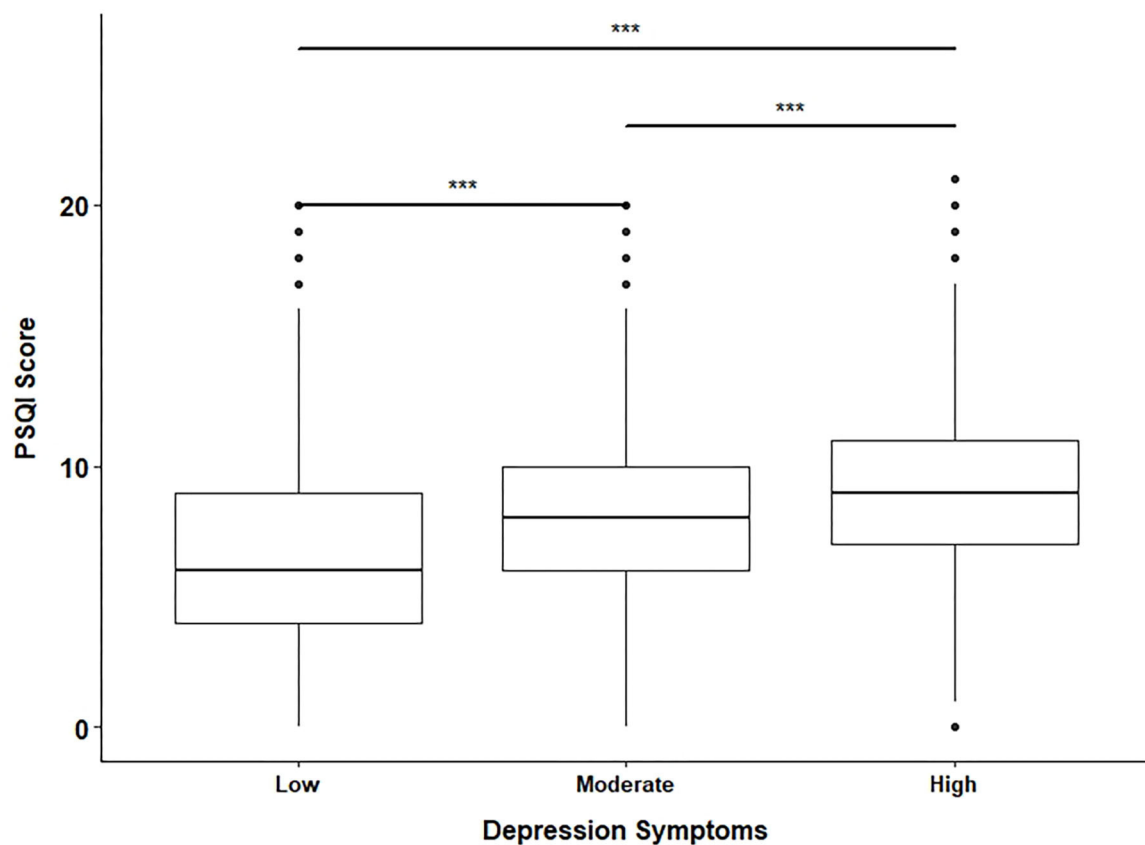 ***
***
***
20
10
0
PSQI Score
Low Moderate High
Depression Symptoms